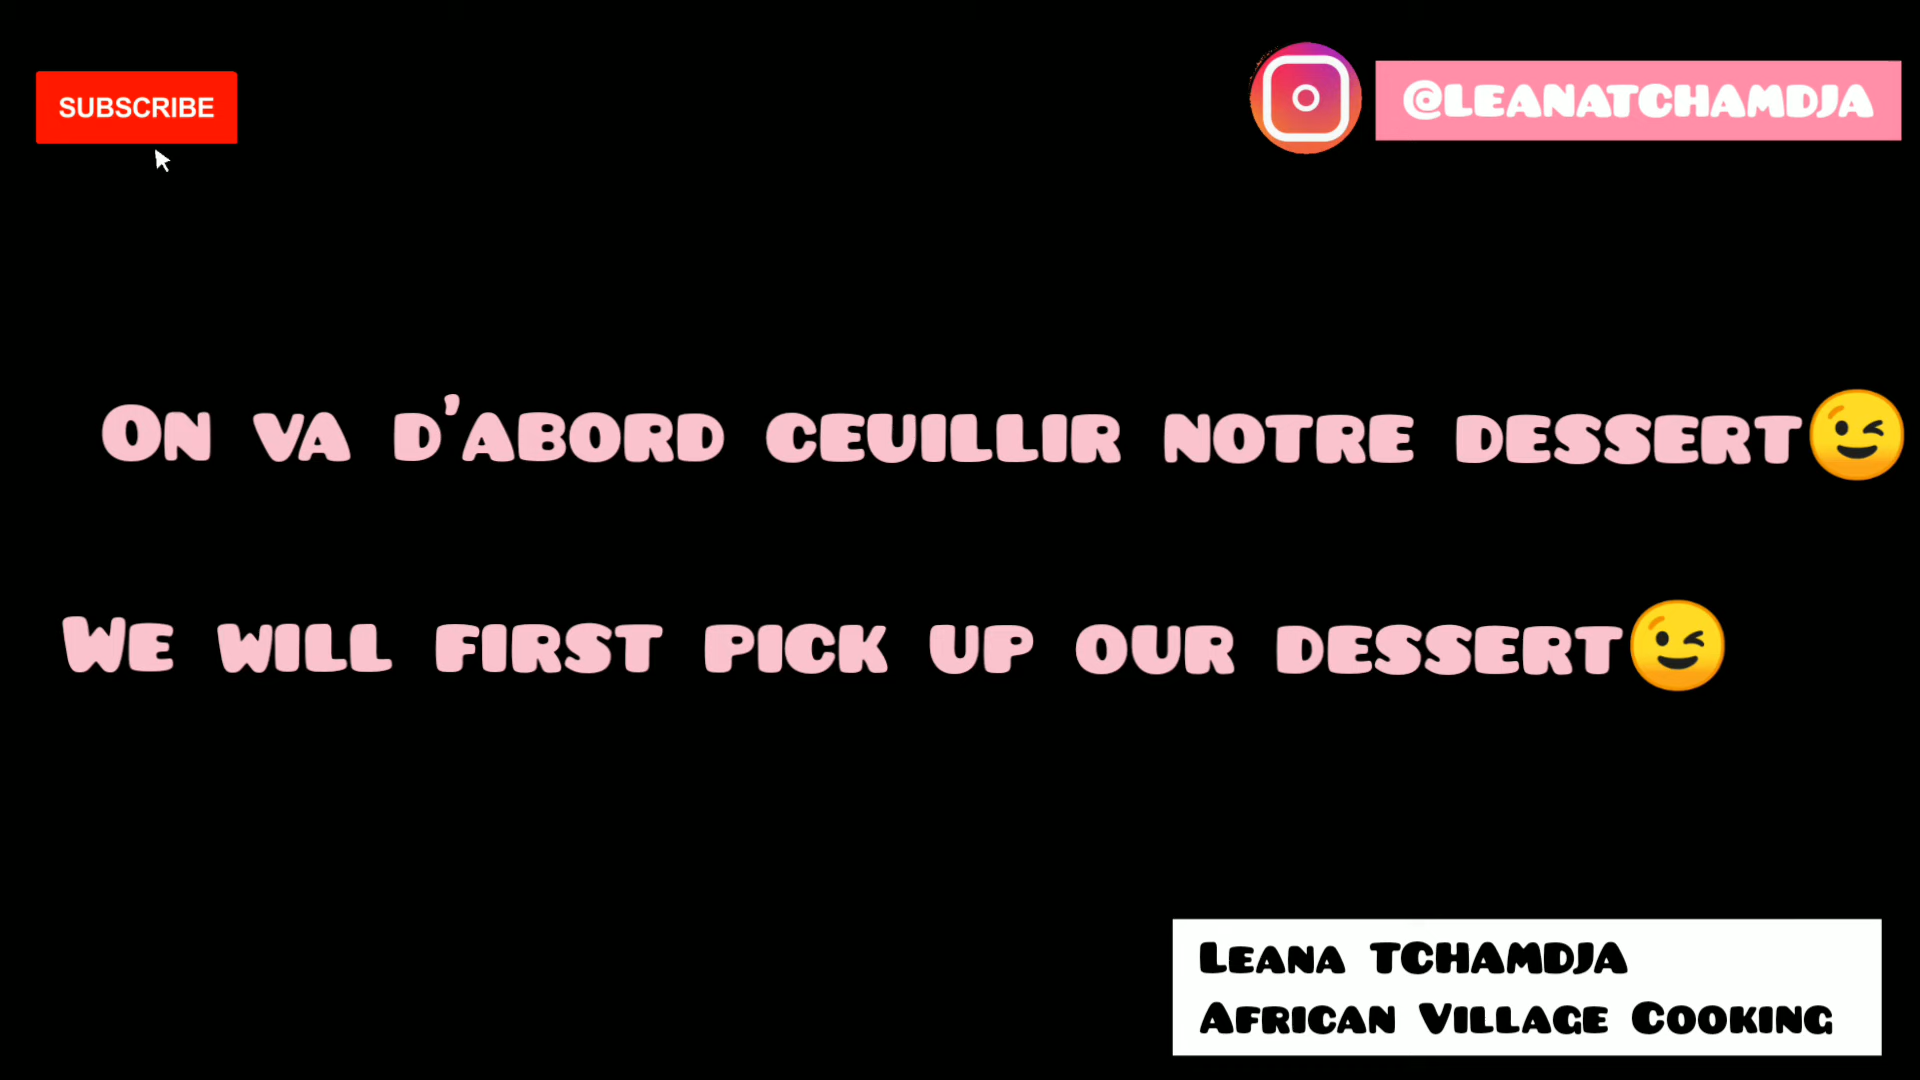 SUBSCRIBE
@LEANATCHAMDJA
On va d'abord ceuillir notre dessert😉
We will first pick up our dessert😉
Leana TCHAMDJA
African Village Cooking